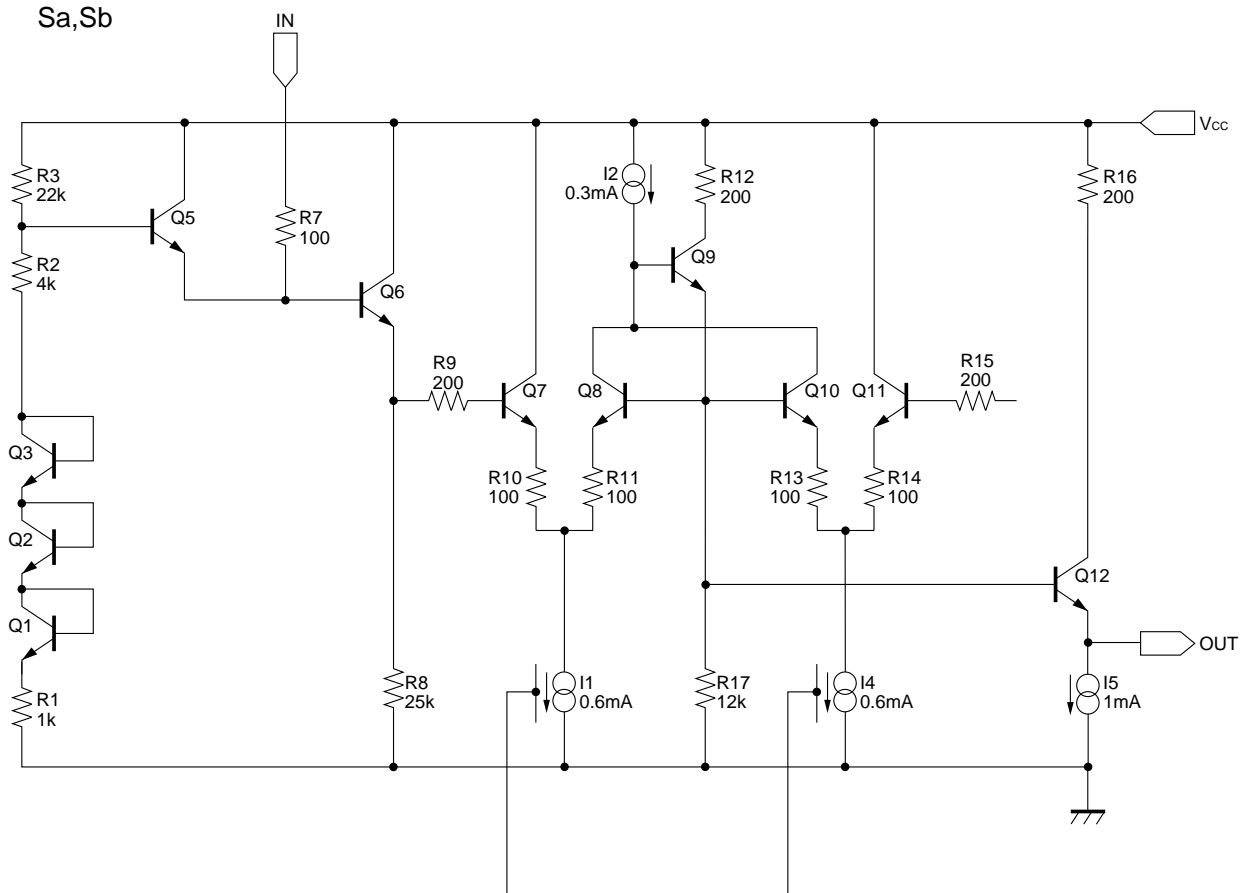 Sa,Sb
IN
VCC
R3
22k
I2
0.3mA
R12
200
R16
200
Q5
R7
100
R2
4k
Q9
Q6
R9
200
Q7
Q8
Q10
Q11
R15
200
Q3
R10
100
R11
100
R13
100
R14
100
Q2
Q12
Q1
OUT
R1
1k
R8
25k
I1
0.6mA
R17
12k
I4
0.6mA
I5
1mA